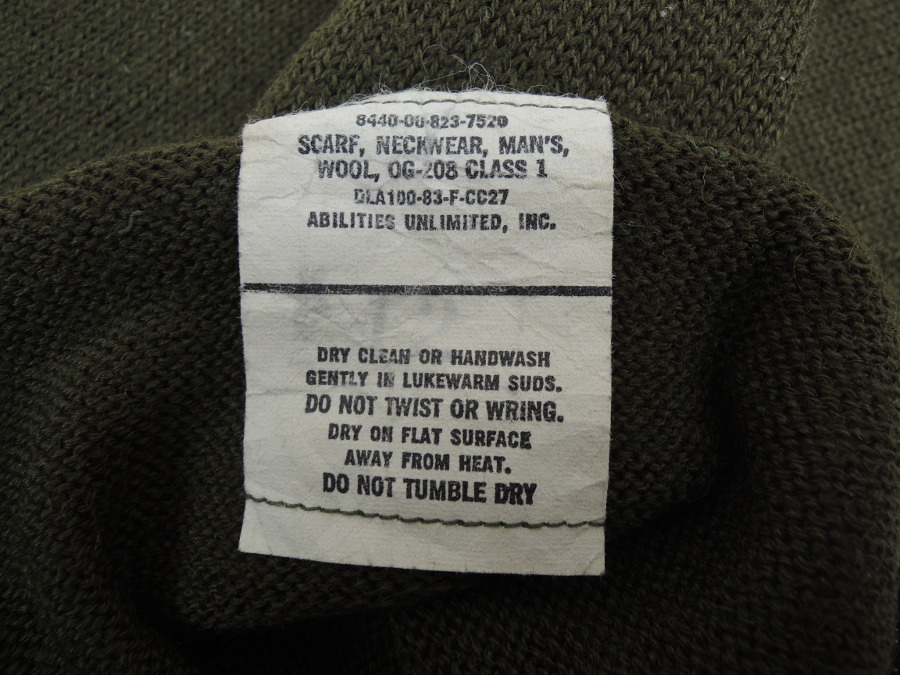 8440-00-823-7520
SCARF, NECKWEAR, MAN'S,
WOOL, OG-208 CLASS 1
DLA100-83-F-CC27
ABILITIES UNLIMITED, INC.
DRY CLEAN OR HANDWASH
GENTLY IN LUKEWARM SUDS.
DO NOT TWIST OR WRING.
DRY ON FLAT SURFACE
AWAY FROM HEAT.
DO NOT TUMBLE DRY